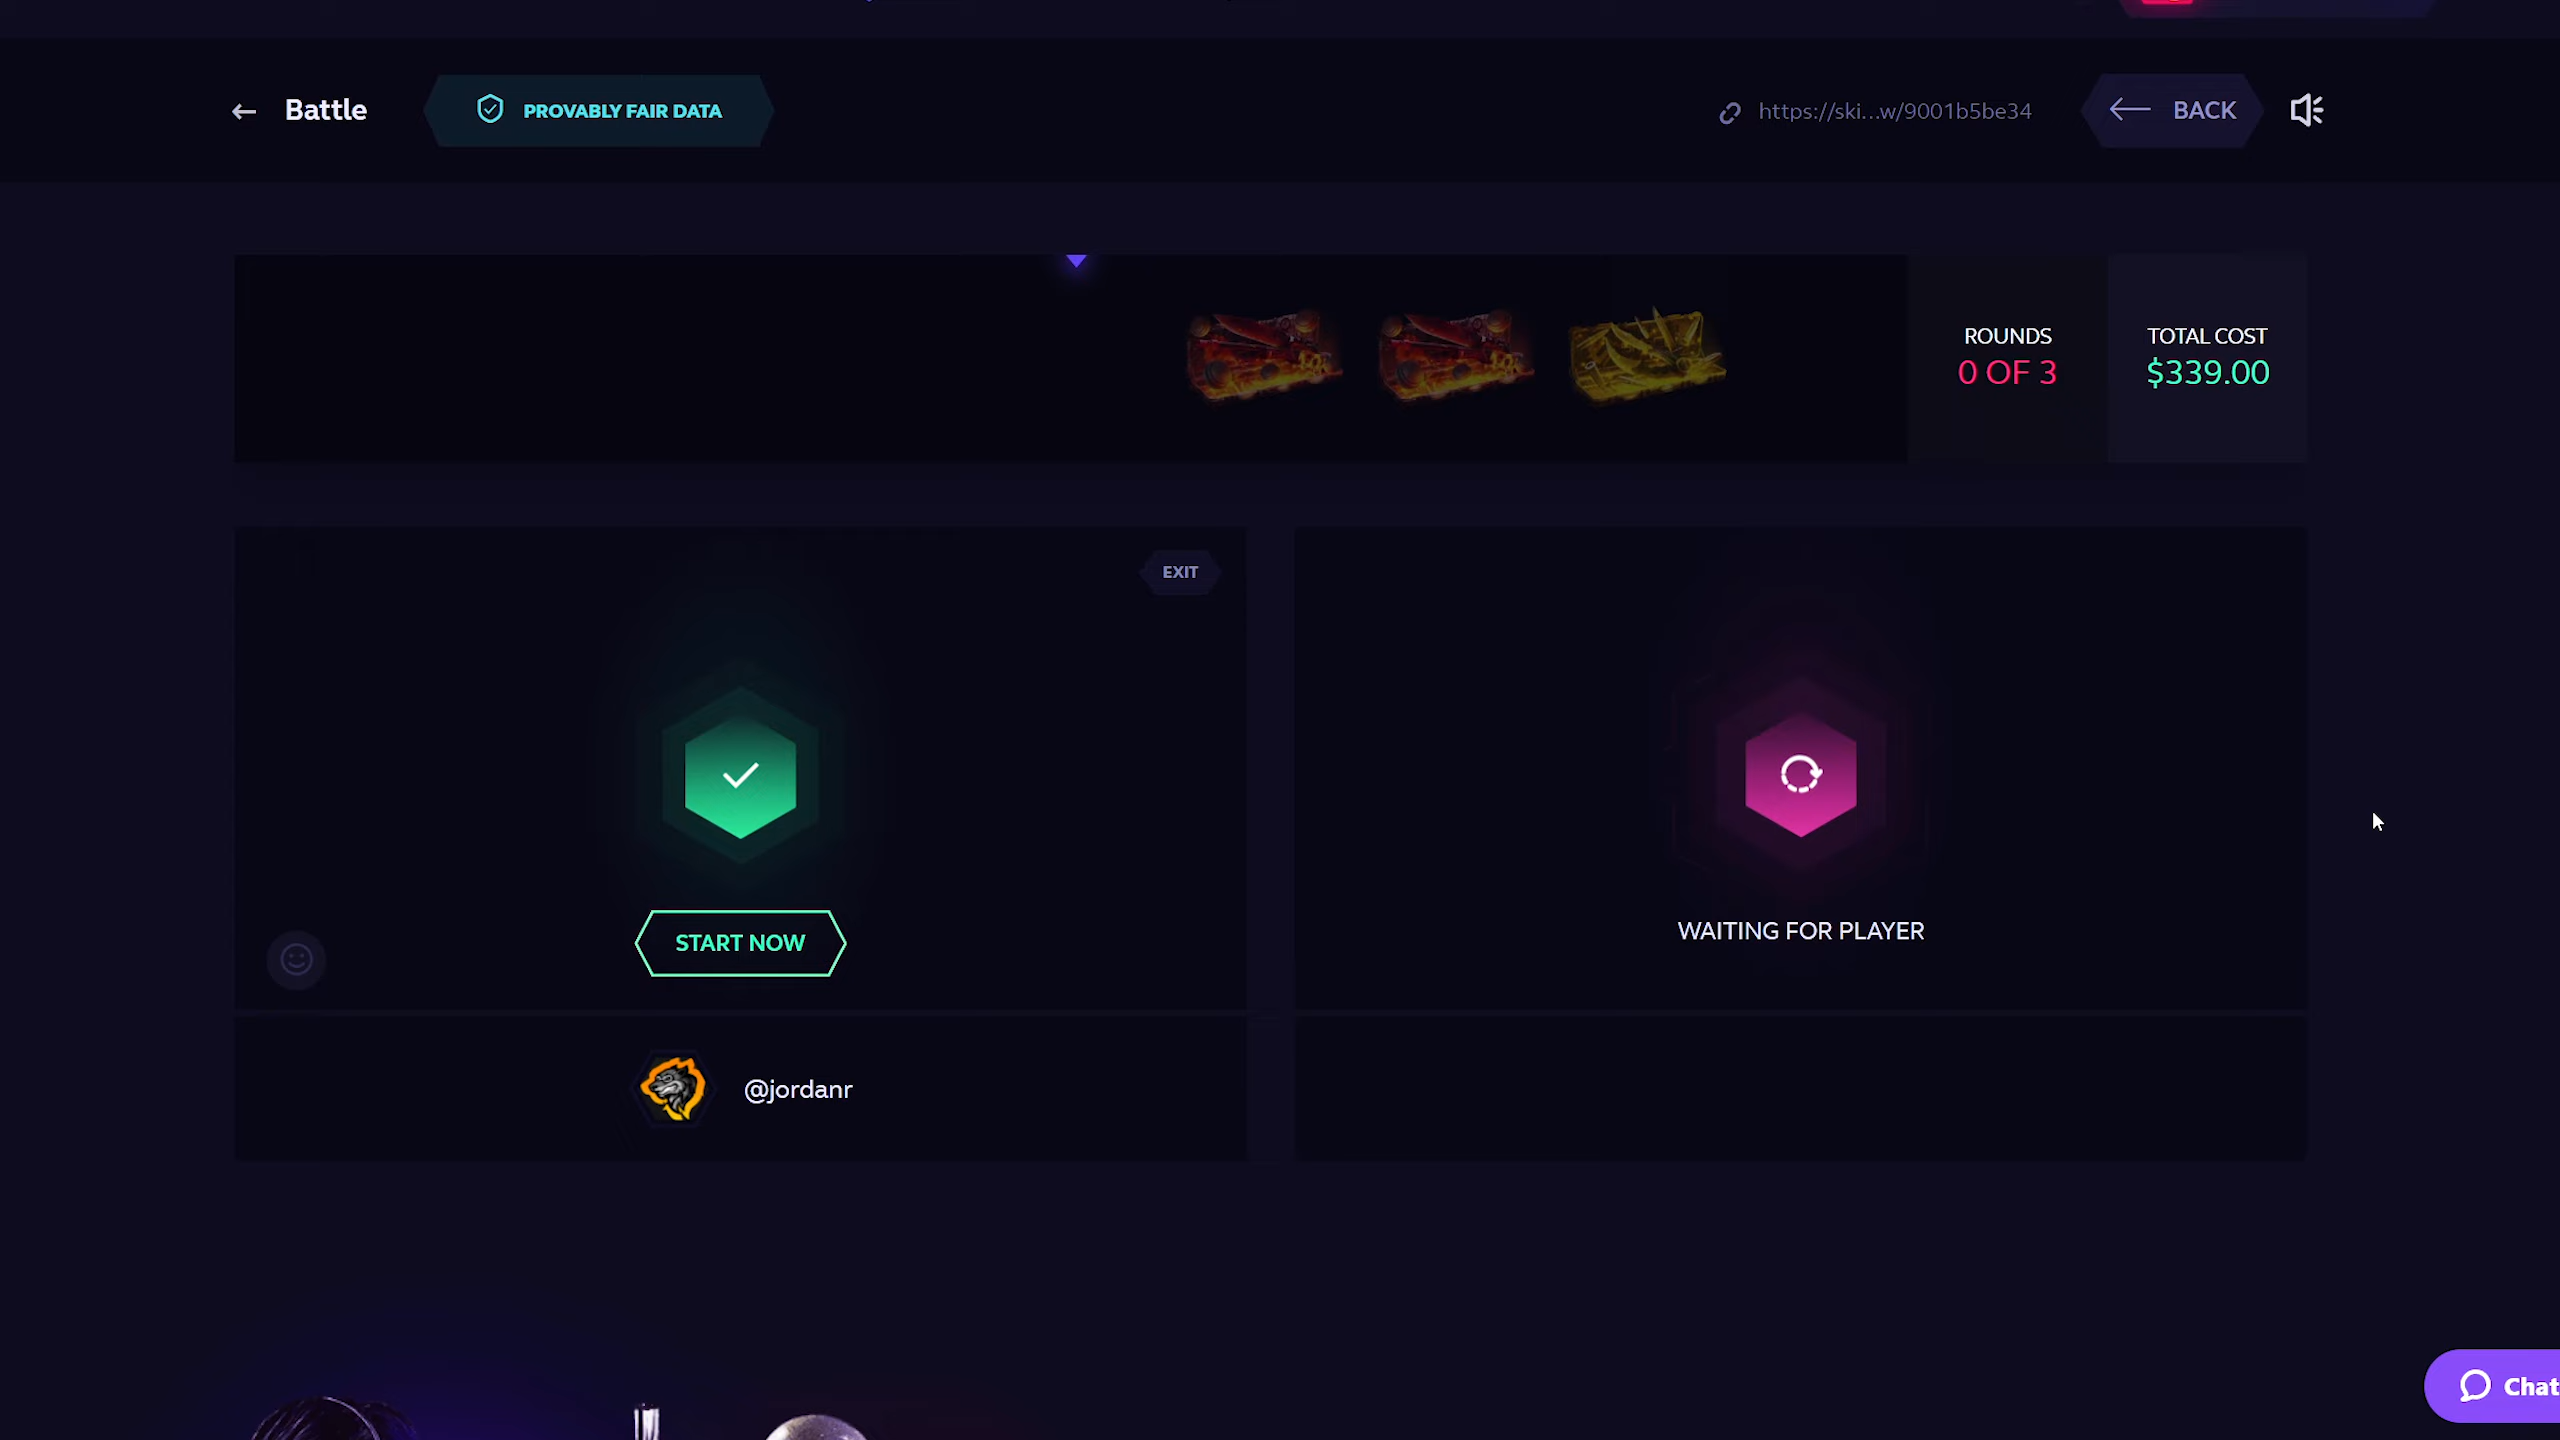 Battle
PROVABLY FAIR DATA
https://ski...w/9001b5be34
BACK
ROUNDS
0 OF 3
TOTAL COST
$339.00
EXIT
START NOW
WAITING FOR PLAYER
@jordanr
Chat